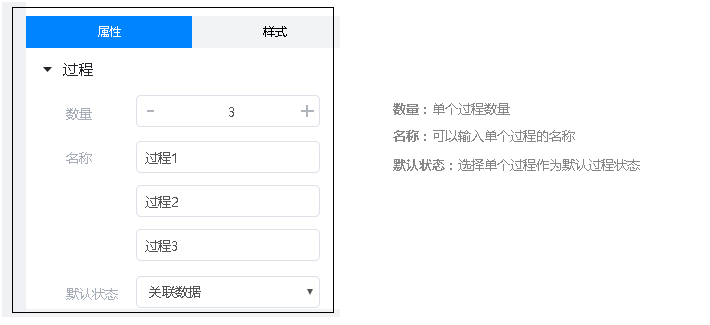 属性 样式
过程
数量 - 3 +
名称 过程1
过程2
过程3
默认状态 关联数据
数量：单个过程数量
名称：可以输入单个过程的名称
默认状态：选择单个过程作为默认过程状态